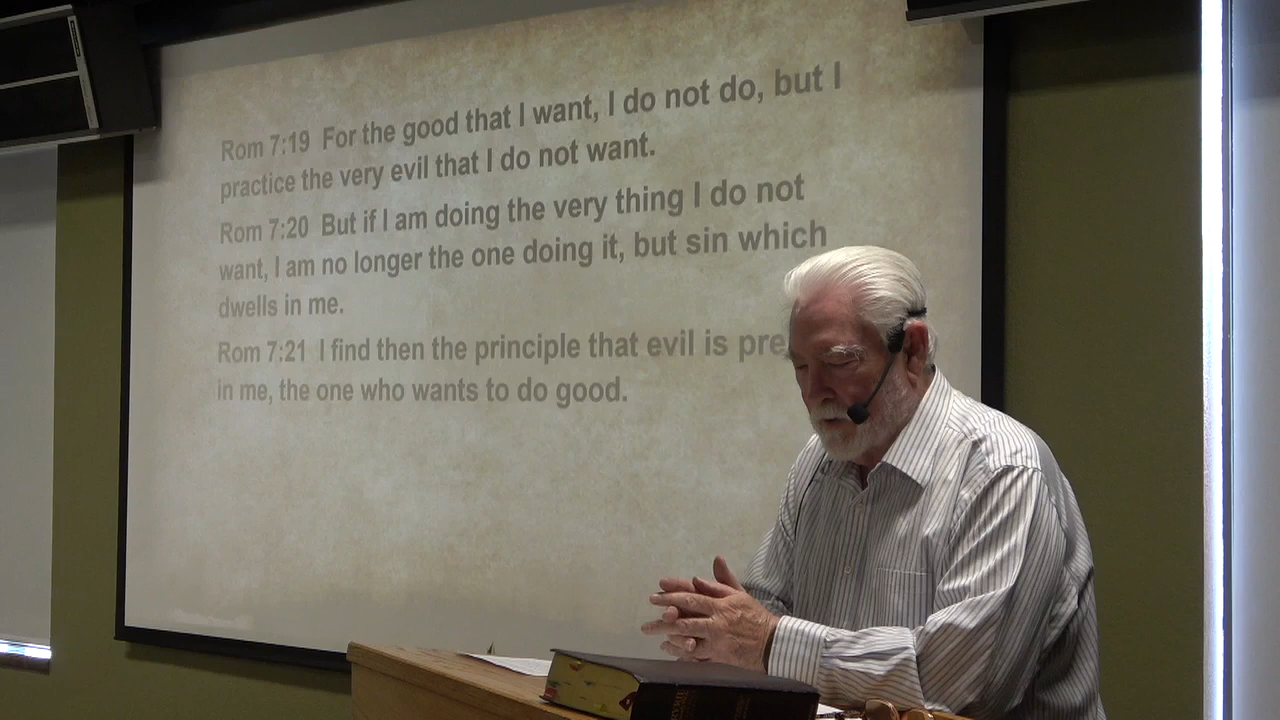 Rom 7:19 For the good that I want, I do not do, but I
practice the very evil that I do not want.
Rom 7:20 But if I am doing the very thing I do not
want, I am no longer the one doing it, but sin which
dwells in me.
Rom 7:21 I find then the principle that evil is pre
in me, the one who wants to do good.